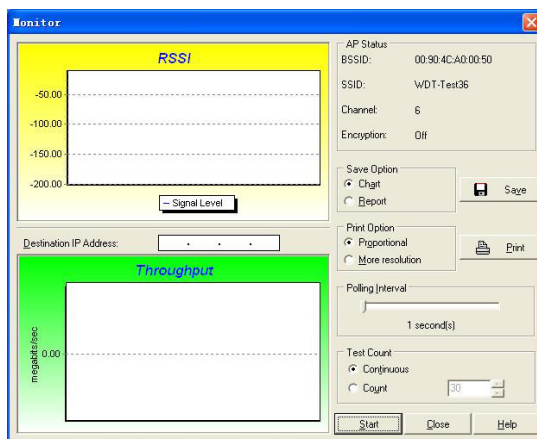 Monitor
RSSI
-50.00
-100.00
-150.00
-200.00
Signal Level
Destination IP Address:
. . .
Throughput
megabits/sec
0.00
AP Status
BSSID: 00:90:4C:A0:00:50
SSID: WDT-Test36
Channel: 6
Encryption: Off
Save Option
Chart
Report
Save
Print Option
Proportional
More resolution
Print
Polling Interval
1 second(s)
Test Count
Continuous
Count 30
Start Close Help